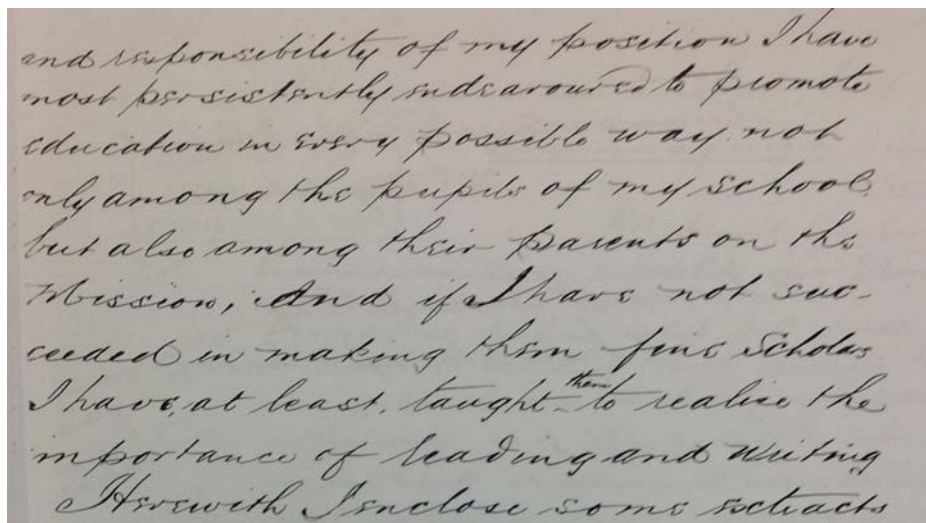 and responsibility of my position I have
most persistently endeavoured to promote
education in every possible way not
only among the pupils of my school,
but also among their parents on the
Mission; And if I have not suc-
ceeded in making them fine Scholars
I have, at least, taught them to realise the
importance of reading and writing
Herewith I enclose some extracts